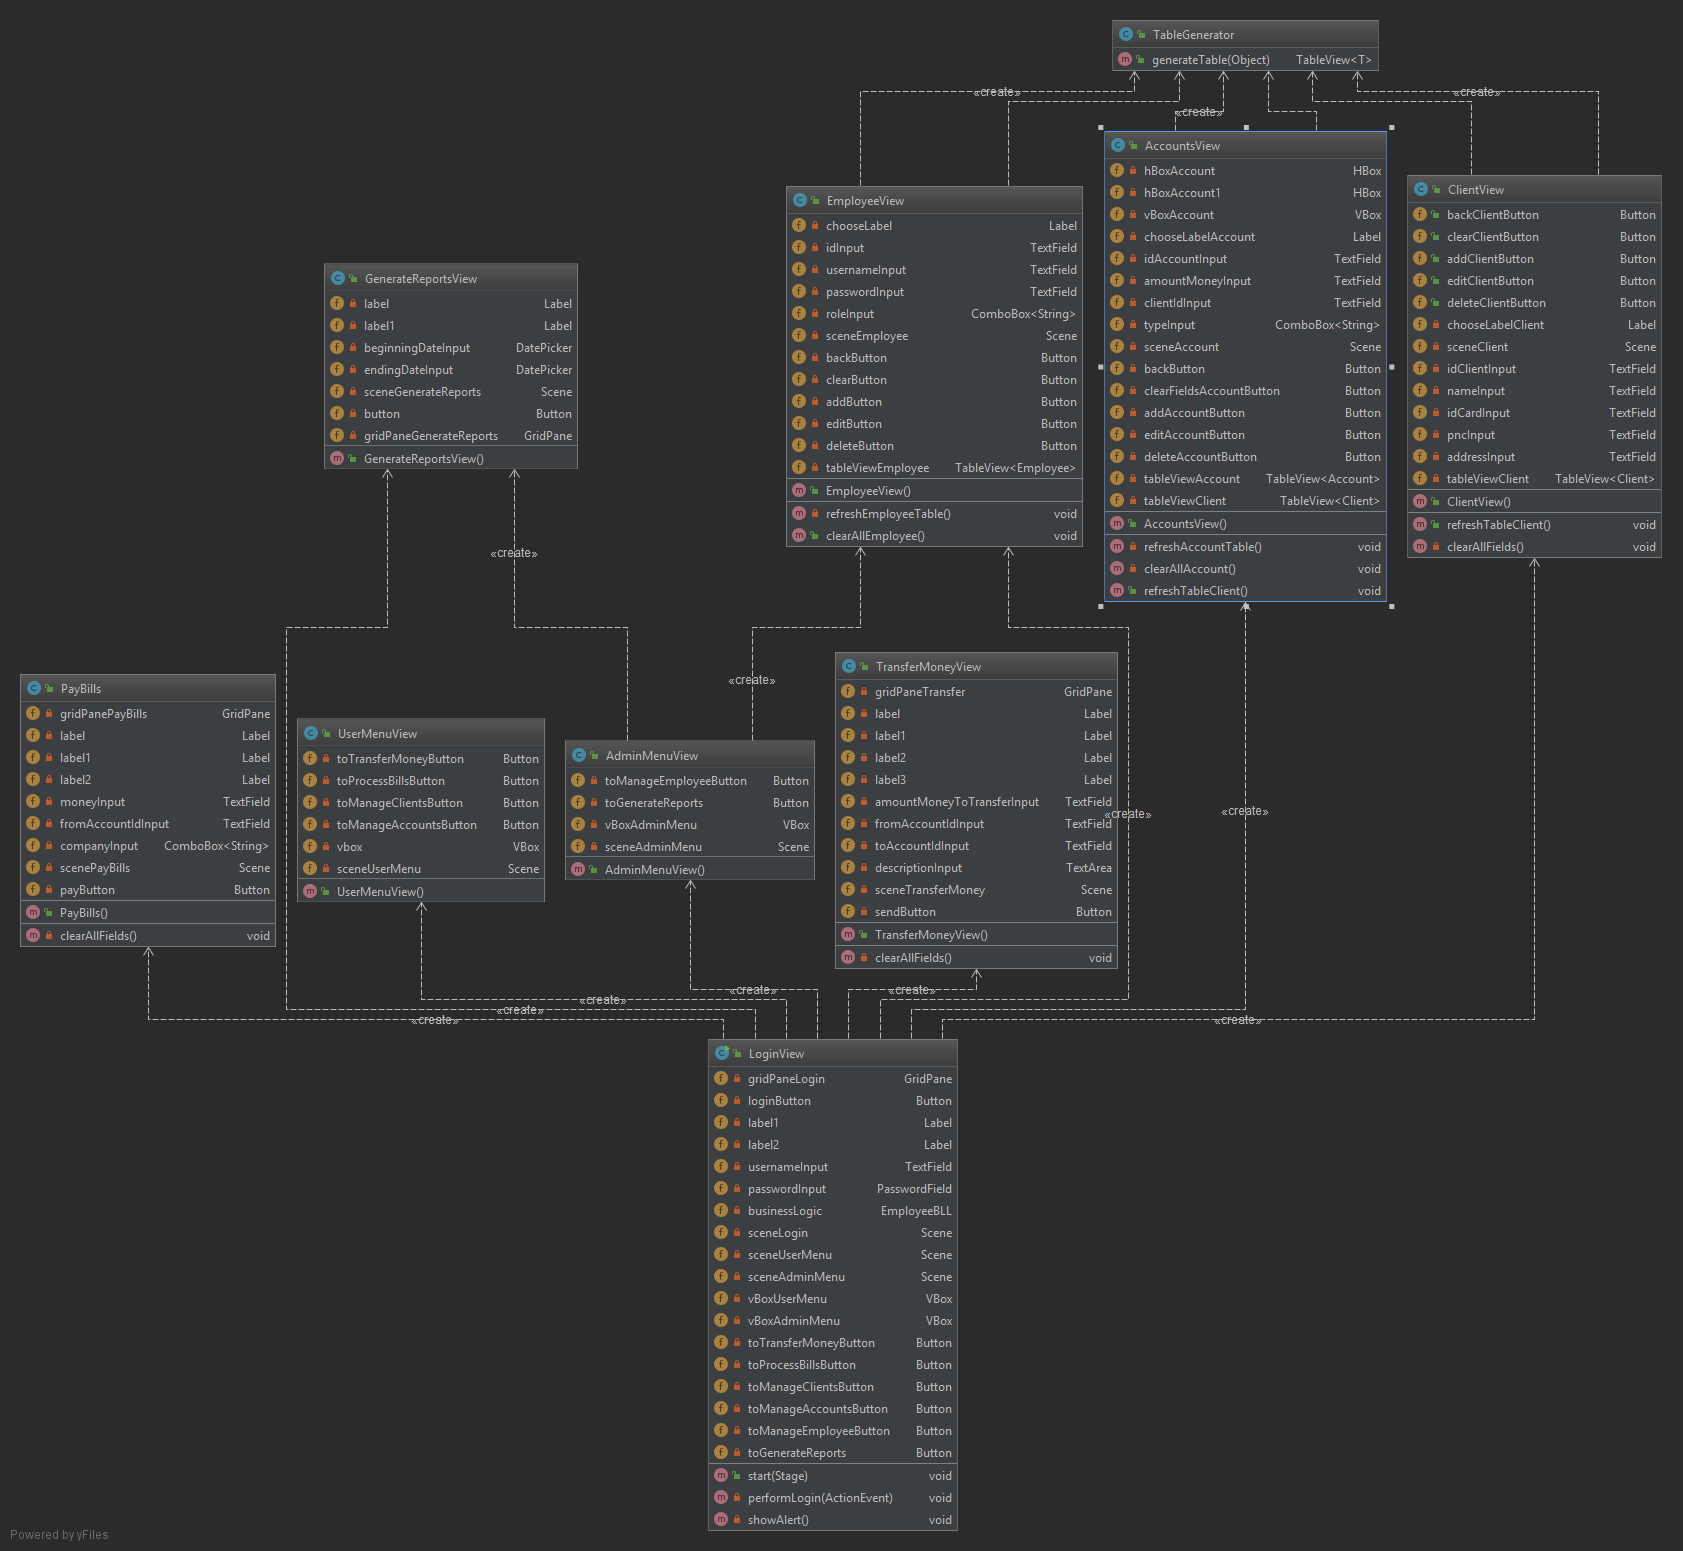 TableGenerator
generateTable(Object) TableView<T>
«create»
«create»
«create»
AccountsView
hBoxAccount HBox
hBoxAccount1 HBox
vBoxAccount VBox
chooseLabelAccount Label
idAccountInput TextField
amountMoneyInput TextField
clientIdInput TextField
typeInput ComboBox<String>
sceneAccount Scene
backButton Button
clearFieldsAccountButton Button
addAccountButton Button
editAccountButton Button
deleteAccountButton Button
tableViewAccount TableView<Account>
tableViewClient TableView<Client>
AccountsView()
refreshAccountTable() void
clearAllAccount() void
refreshTableClient() void
ClientView
backClientButton Button
clearClientButton Button
addClientButton Button
editClientButton Button
deleteClientButton Button
chooseLabelClient Label
sceneClient Scene
idClientInput TextField
nameInput TextField
idCardInput TextField
pncInput TextField
addressInput TextField
tableViewClient TableView<Client>
ClientView()
refreshTableClient() void
clearAllFields() void
EmployeeView
chooseLabel Label
idInput TextField
usernameInput TextField
passwordInput TextField
roleInput ComboBox<String>
sceneEmployee Scene
backButton Button
clearButton Button
addButton Button
editButton Button
deleteButton Button
tableViewEmployee TableView<Employee>
EmployeeView()
refreshEmployeeTable() void
clearAllEmployee() void
GenerateReportsView
label Label
label1 Label
beginningDateInput DatePicker
endingDateInput DatePicker
sceneGenerateReports Scene
button Button
gridPaneGenerateReports GridPane
GenerateReportsView()
«create»
«create»
PayBills
gridPanePayBills GridPane
label Label
label1 Label
label2 Label
moneyInput TextField
fromAccountIdInput TextField
companyInput ComboBox<String>
scenePayBills Scene
payButton Button
PayBills()
clearAllFields() void
UserMenuView
toTransferMoneyButton Button
toProcessBillsButton Button
toManageClientsButton Button
toManageAccountsButton Button
vbox VBox
sceneUserMenu Scene
UserMenuView()
AdminMenuView
toManageEmployeeButton Button
toGenerateReports Button
vBoxAdminMenu VBox
sceneAdminMenu Scene
AdminMenuView()
TransferMoneyView
gridPaneTransfer GridPane
label Label
label1 Label
label2 Label
label3 Label
amountMoneyToTransferInput TextField
fromAccountIdInput TextField
toAccountIdInput TextField
descriptionInput TextArea
sceneTransferMoney Scene
sendButton Button
TransferMoneyView()
clearAllFields() void
«create»
«create»
«create»
«create»
«create»
«create»
«create»
«create»
LoginView
gridPaneLogin GridPane
loginButton Button
label1 Label
label2 Label
usernameInput TextField
passwordInput PasswordField
businessLogic EmployeeBLL
sceneLogin Scene
sceneUserMenu Scene
sceneAdminMenu Scene
vBoxUserMenu VBox
vBoxAdminMenu VBox
toTransferMoneyButton Button
toProcessBillsButton Button
toManageClientsButton Button
toManageAccountsButton Button
toManageEmployeeButton Button
toGenerateReports Button
start(Stage) void
performLogin(ActionEvent) void
showAlert() void
Powered by yFiles